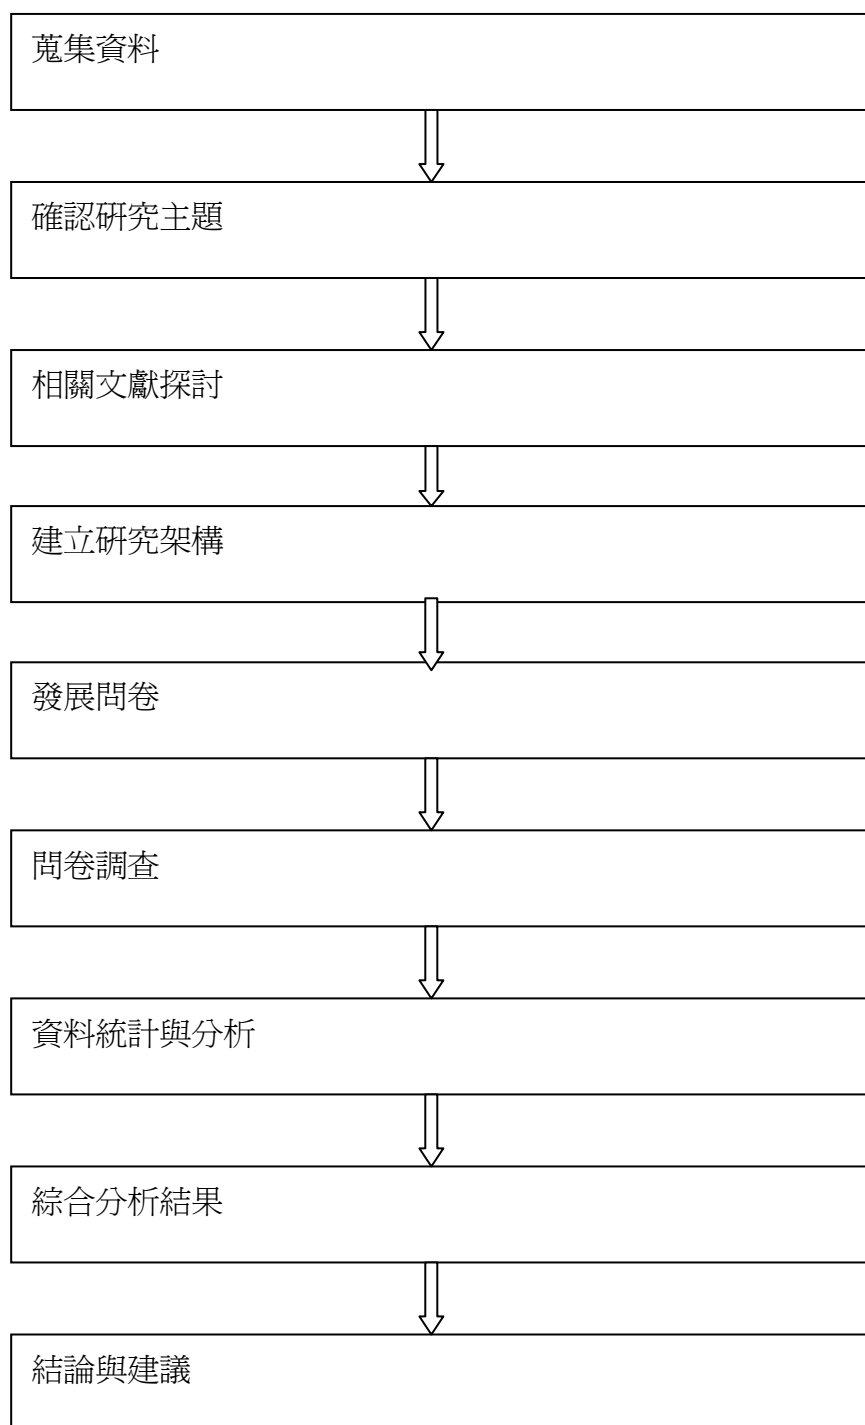 蒐集資料
確認研究主題
相關文獻探討
建立研究架構
發展問卷
問卷調查
資料統計與分析
綜合分析結果
結論與建議